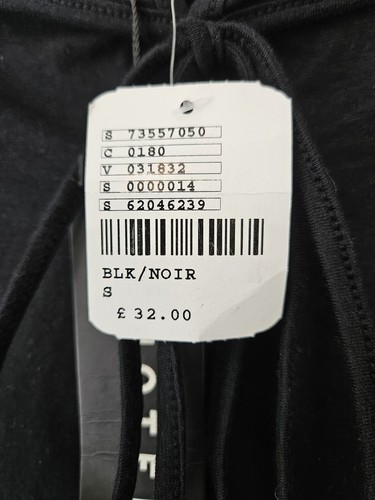 S 73557050
C 0180
V 031832
S 0000014
S 62046239
BLK/NOIR
S
£ 32.00